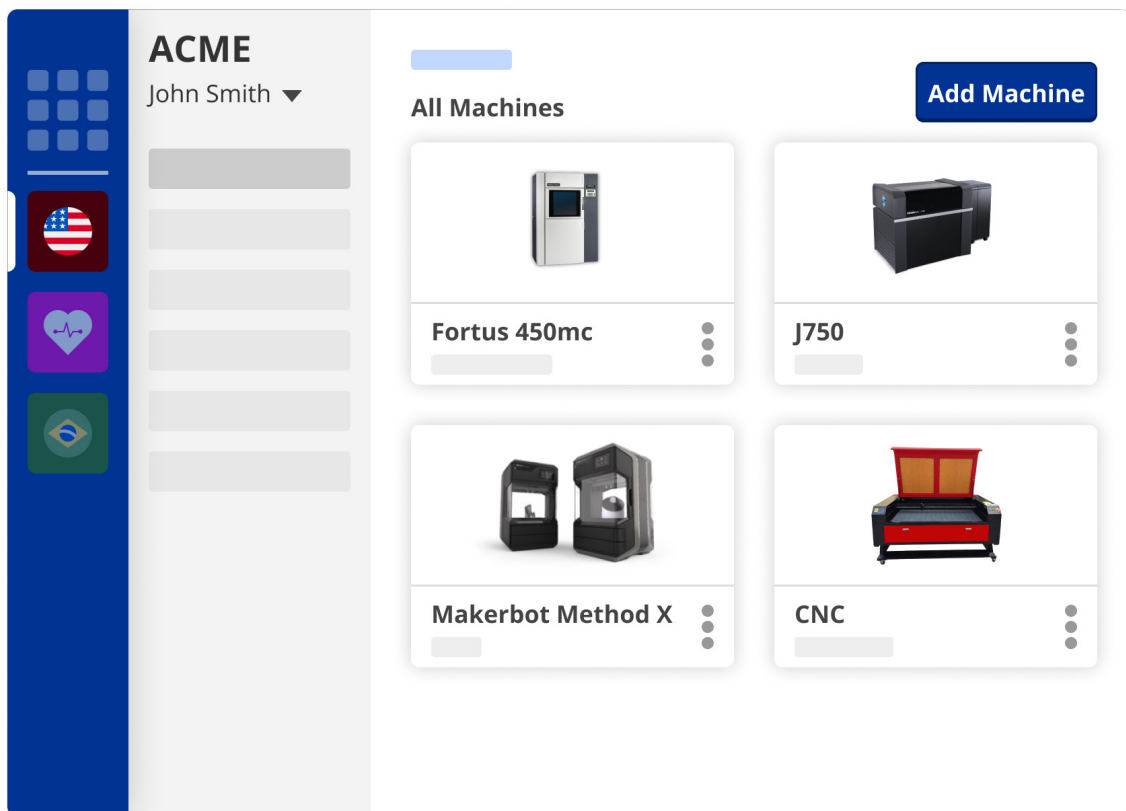 ACME
John Smith
All Machines
Add Machine
Fortus 450mc
J750
Makerbot Method X
CNC